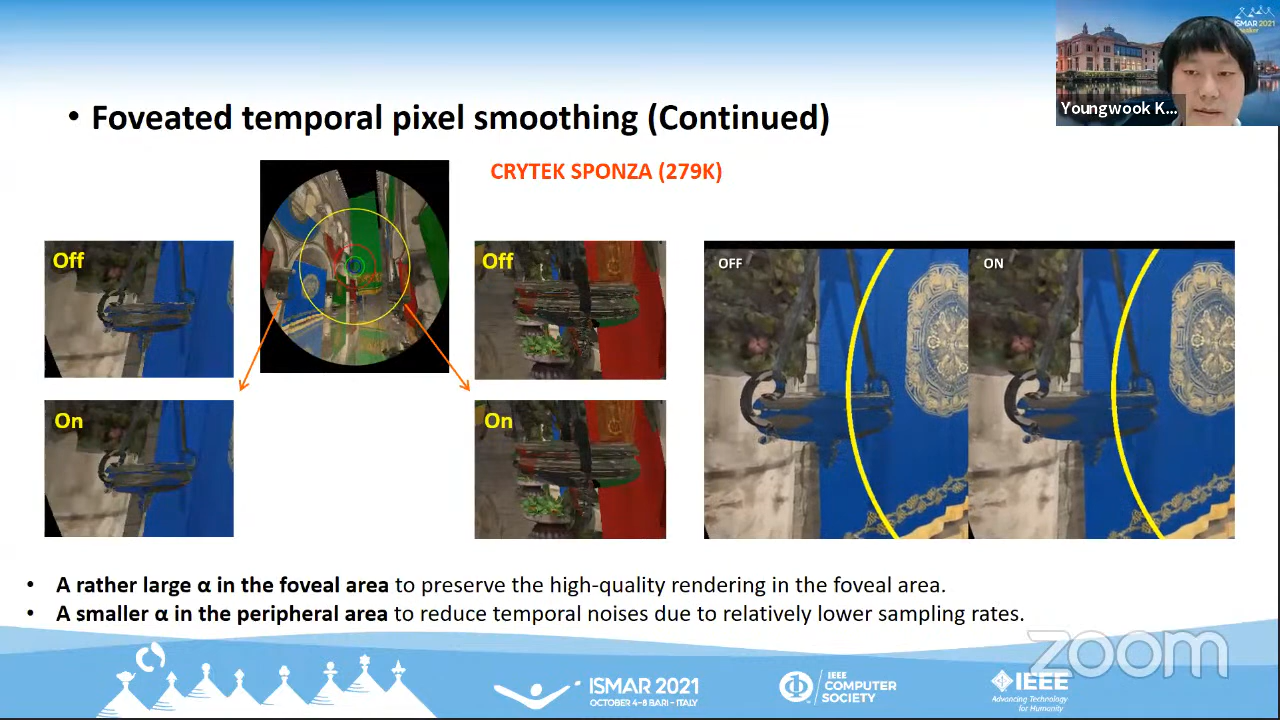 ISMAR 2021
Youngwook K...
• Foveated temporal pixel smoothing (Continued)
CRYTEK SPONZA (279K)
Off
Off
OFF
ON
On
On
• A rather large α in the foveal area to preserve the high-quality rendering in the foveal area.
• A smaller α in the peripheral area to reduce temporal noises due to relatively lower sampling rates.
zoom
ISMAR 2021
OCTOBER 4-8 BARI - ITALY
IEEE
COMPUTER
SOCIETY
IEEE
Advancing Technology
for Humanity